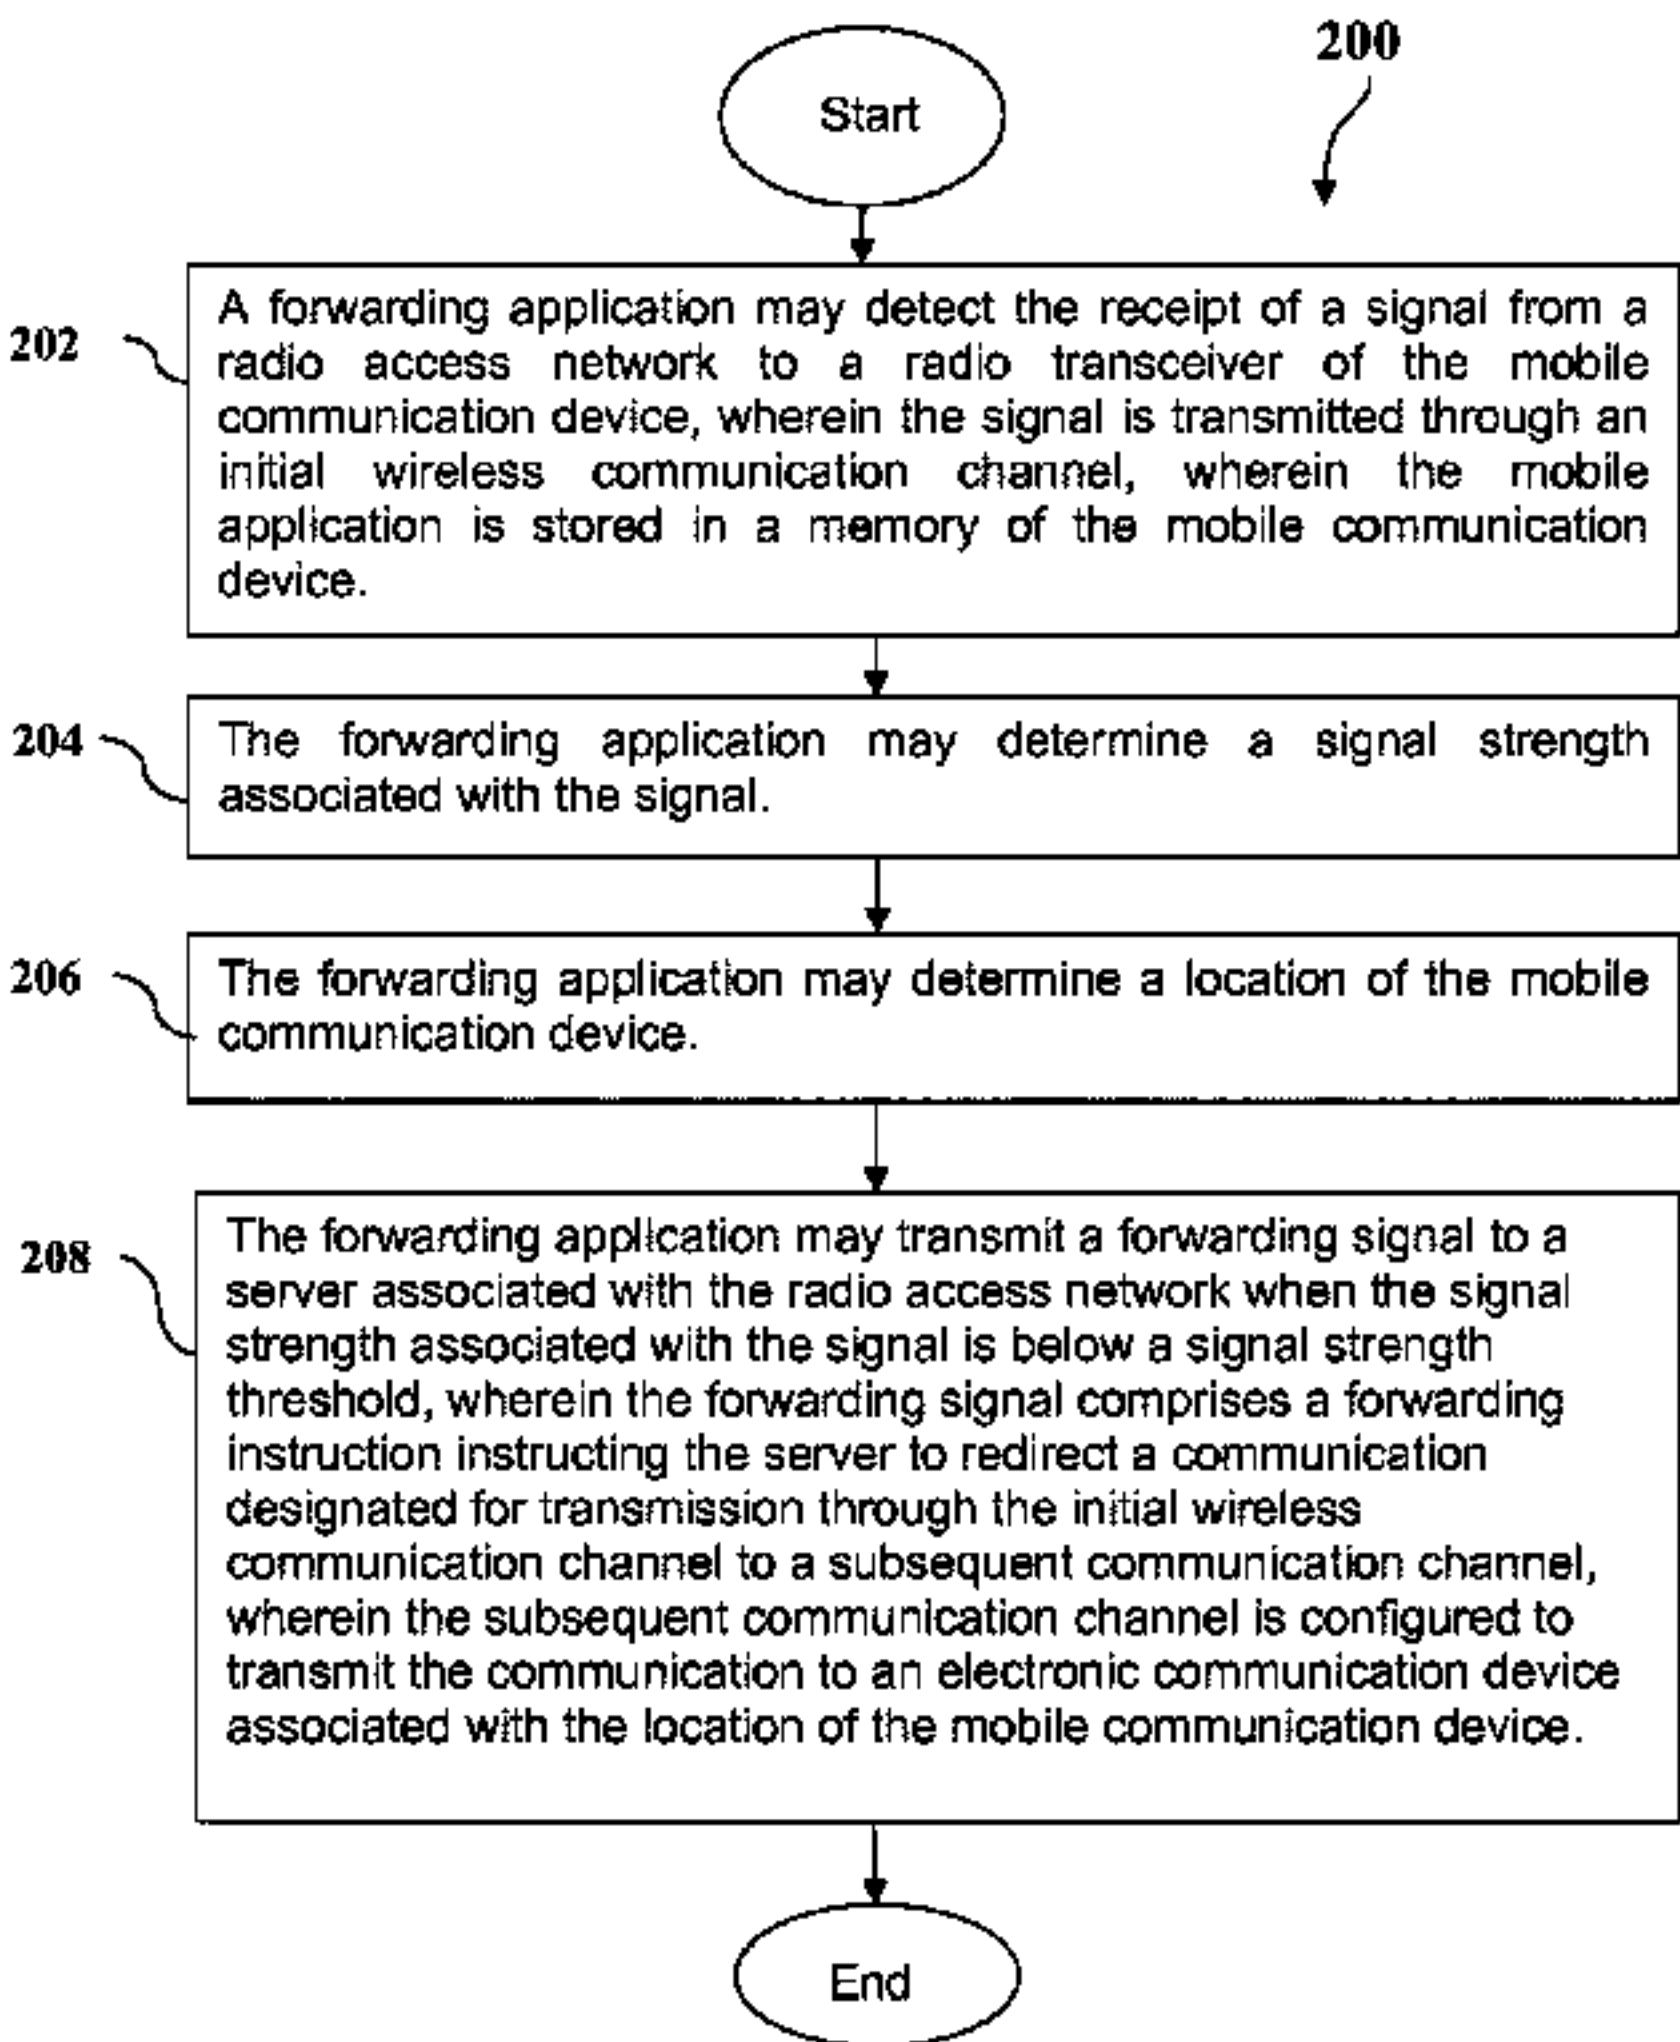 200
Start
202
A forwarding application may detect the receipt of a signal from a
radio access network to a radio transceiver of the mobile
communication device, wherein the signal is transmitted through an
initial wireless communication channel, wherein the mobile
application is stored in a memory of the mobile communication
device.
204
The forwarding application may determine a signal strength
associated with the signal.
206
The forwarding application may determine a location of the mobile
communication device.
208
The forwarding application may transmit a forwarding signal to a
server associated with the radio access network when the signal
strength associated with the signal is below a signal strength
threshold, wherein the forwarding signal comprises a forwarding
instruction instructing the server to redirect a communication
designated for transmission through the initial wireless
communication channel to a subsequent communication channel,
wherein the subsequent communication channel is configured to
transmit the communication to an electronic communication device
associated with the location of the mobile communication device.
End